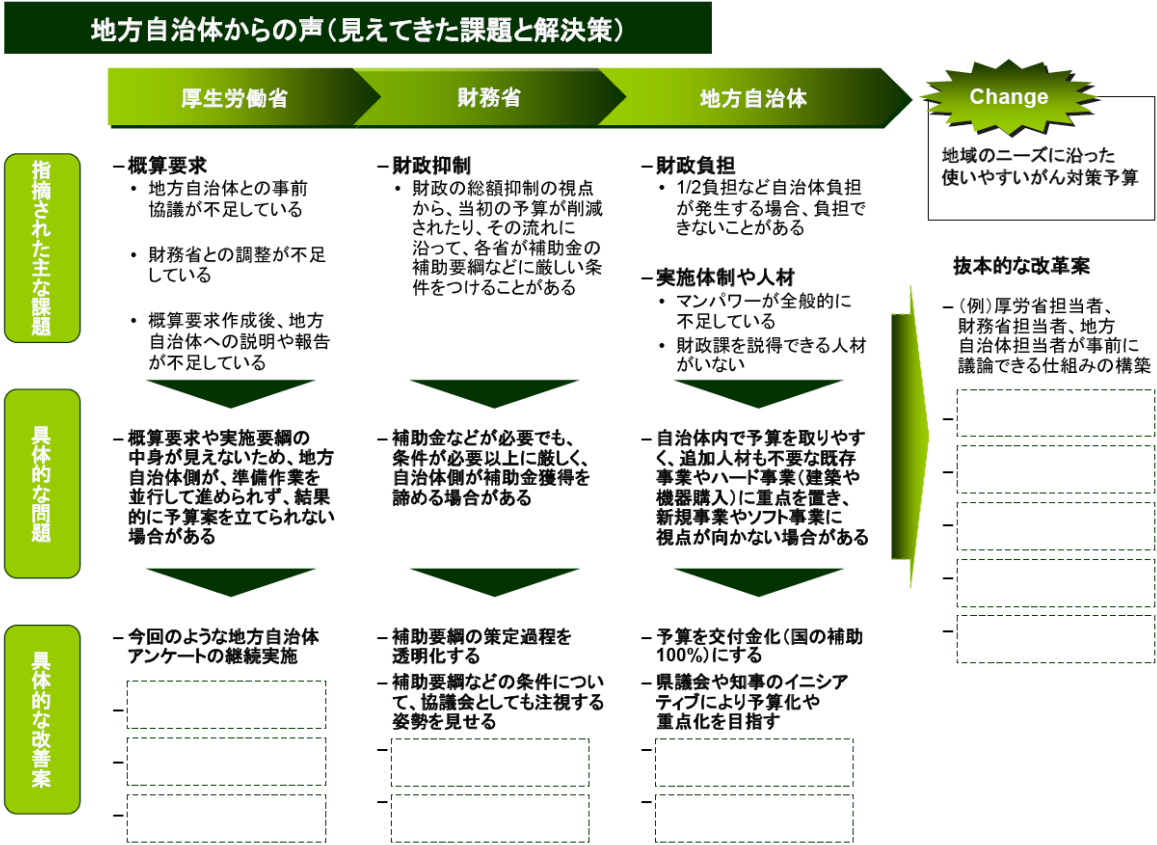 地方自治体からの声（見えてきた課題と解決策）
厚生労働省
財務省
地方自治体
Change
地域のニーズに沿った
使いやすいがん対策予算
指摘された主な課題
–概算要求
• 地方自治体との事前
協議が不足している
• 財務省との調整が不足
している
• 概算要求作成後、地方
自治体への説明や報告
が不足している
–財政抑制
• 財政の総額抑制の視点
から、当初の予算が削減
されたり、その流れに
沿って、各省が補助金の
補助要綱などに厳しい条
件をつけることがある
–財政負担
• 1/2負担など自治体負担
が発生する場合、負担で
きないことがある
–実施体制や人材
• マンパワーが全般的に
不足している
• 財政課を説得できる人材
がいない
具体的な問題
–概算要求や実施要綱の
中身が見えないため、地方
自治体側が、準備作業を
並行して進められず、結果
的に予算案を立てられない
場合がある
–補助金などが必要でも、
条件が必要以上に厳しく、
自治体側が補助金獲得を
諦める場合がある
–自治体内で予算を取りやす
く、追加人材も不要な既存
事業やハード事業（建築や
機器購入）に重点を置き、
新規事業やソフト事業に
視点が向かない場合がある
具体的な改善案
–今回のような地方自治体
アンケートの継続実施
–
–
–
–補助要綱の策定過程を
透明化する
–補助要綱などの条件につい
て、協議会としても注視する
姿勢を見せる
–
–
–予算を交付金化（国の補助
100%）にする
–県議会や知事のイニシア
ティブにより予算化や
重点化を目指す
–
–
抜本的な改革案
–（例）厚労省担当者、
財務省担当者、地方
自治体担当者が事前に
議論できる仕組みの構築
–
–
–
–
–